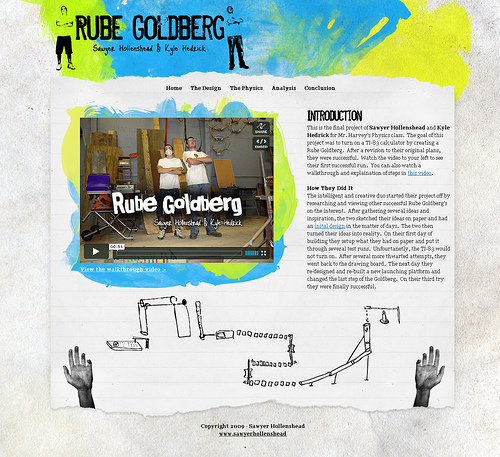 RUBE GOLDBERG
Sawyer Hollenshead & Kyle Hedrick
Home The Design The Physics Analysis Conclusion
SHARE
EMBED
Rube Goldberg
Sawyer Hollenshead & Kyle Hedrick
View the walkthrough video »
INTRODUCTION
This is the final project of Sawyer Hollenshead and Kyle
Hedrick for Mr. Harvey's Physics class. The goal of this
project was to turn on a TI-83 calculator by creating a
Rube Goldberg. After a revision to their original plans,
they were successful. Watch the video to your left to see
their first successful run. You can also watch a
walkthrough and explaination of steps in this video.
How They Did It
The intelligent and creative duo started their project off by
researching and viewing other successful Rube Goldberg's
on the interest. After gathering several ideas and
inspiration, the two sketched their ideas on paper and had
an inital design in the matter of days. The two then
turned their ideas into reality. On their first day of
building they setup what they had on paper and put it
through several test runs. Unfortunetly, the TI-83 would
not turn on. After several more thwarted attempts, they
went back to the drawing board. The next day they
re-designed and re-built a new launching platform and
changed the last step of the Goldberg. On their third try
they were finally successful.
Copyright 2009 - Sawyer Hollenshead
www.sawyerhollenshead